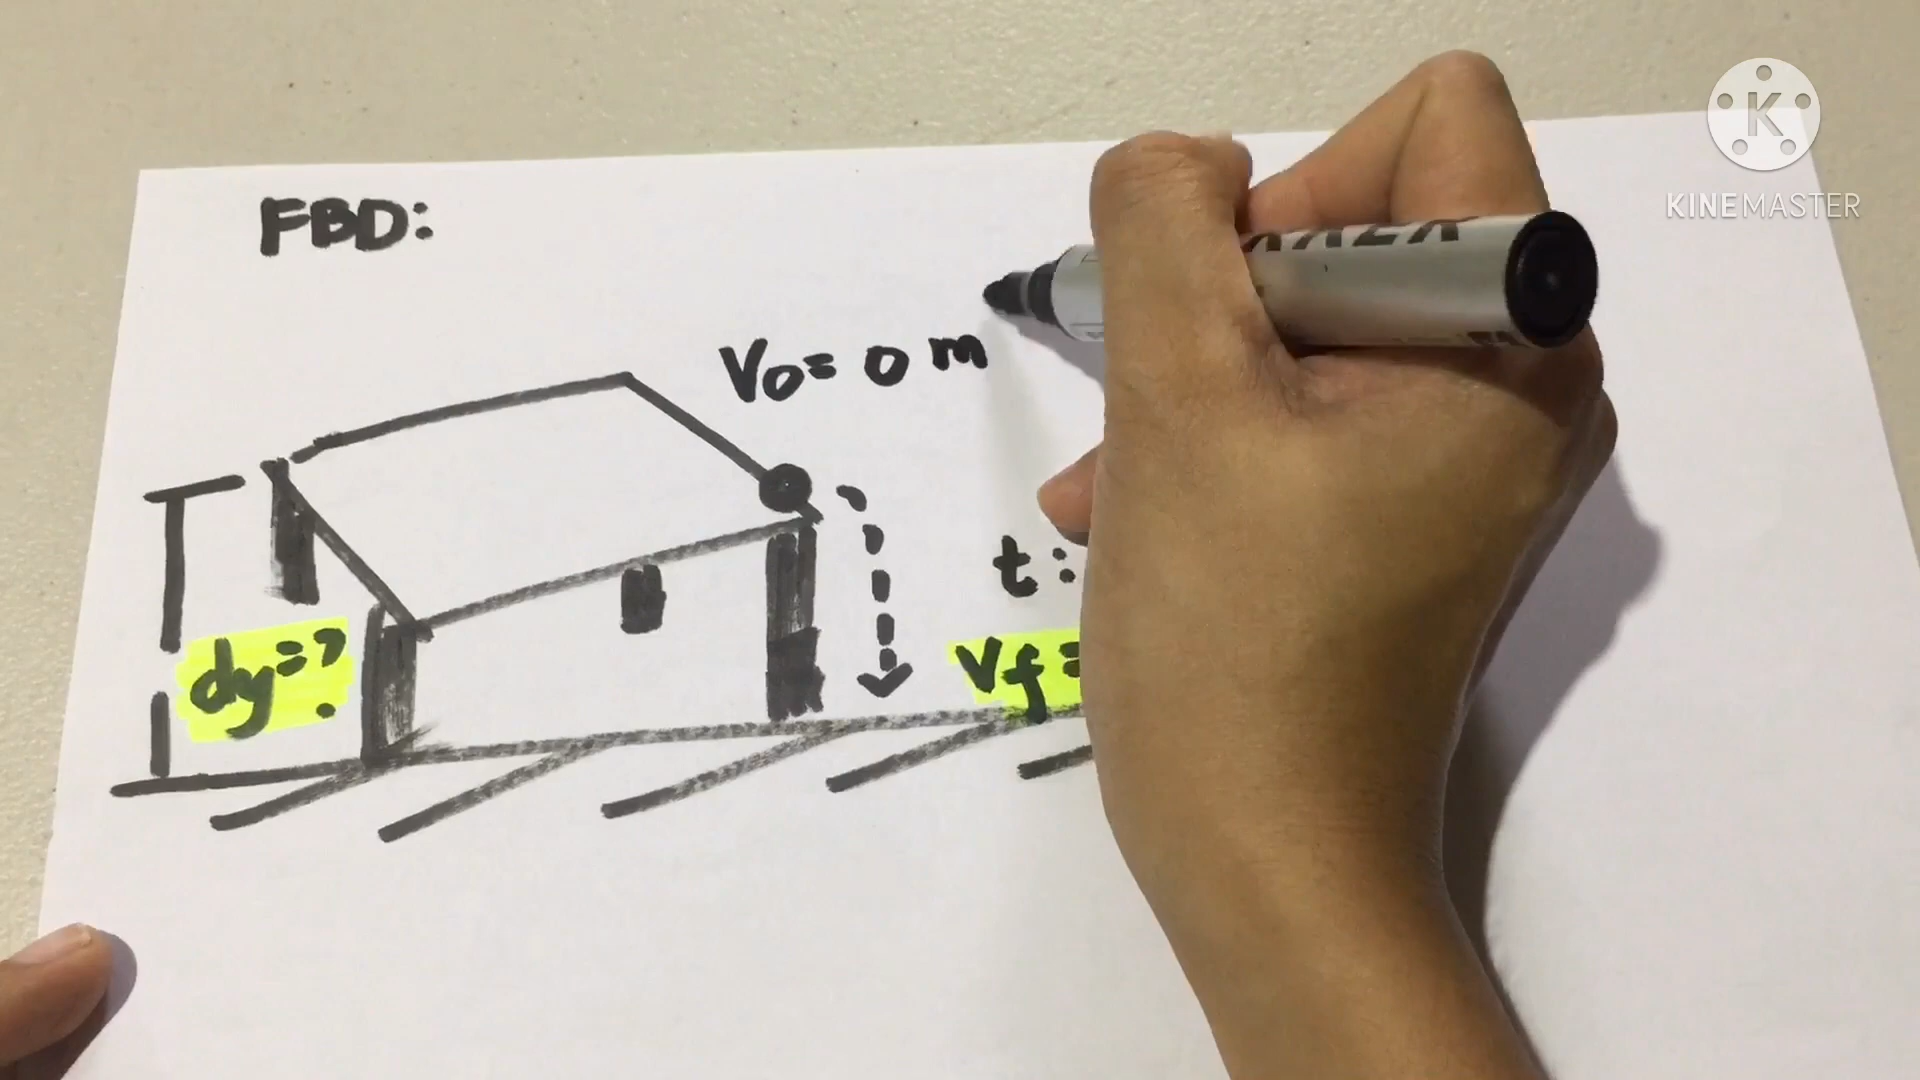 FBD:
K
KINEMASTER
Vo= 0 m
t:
dy=?
Vf=